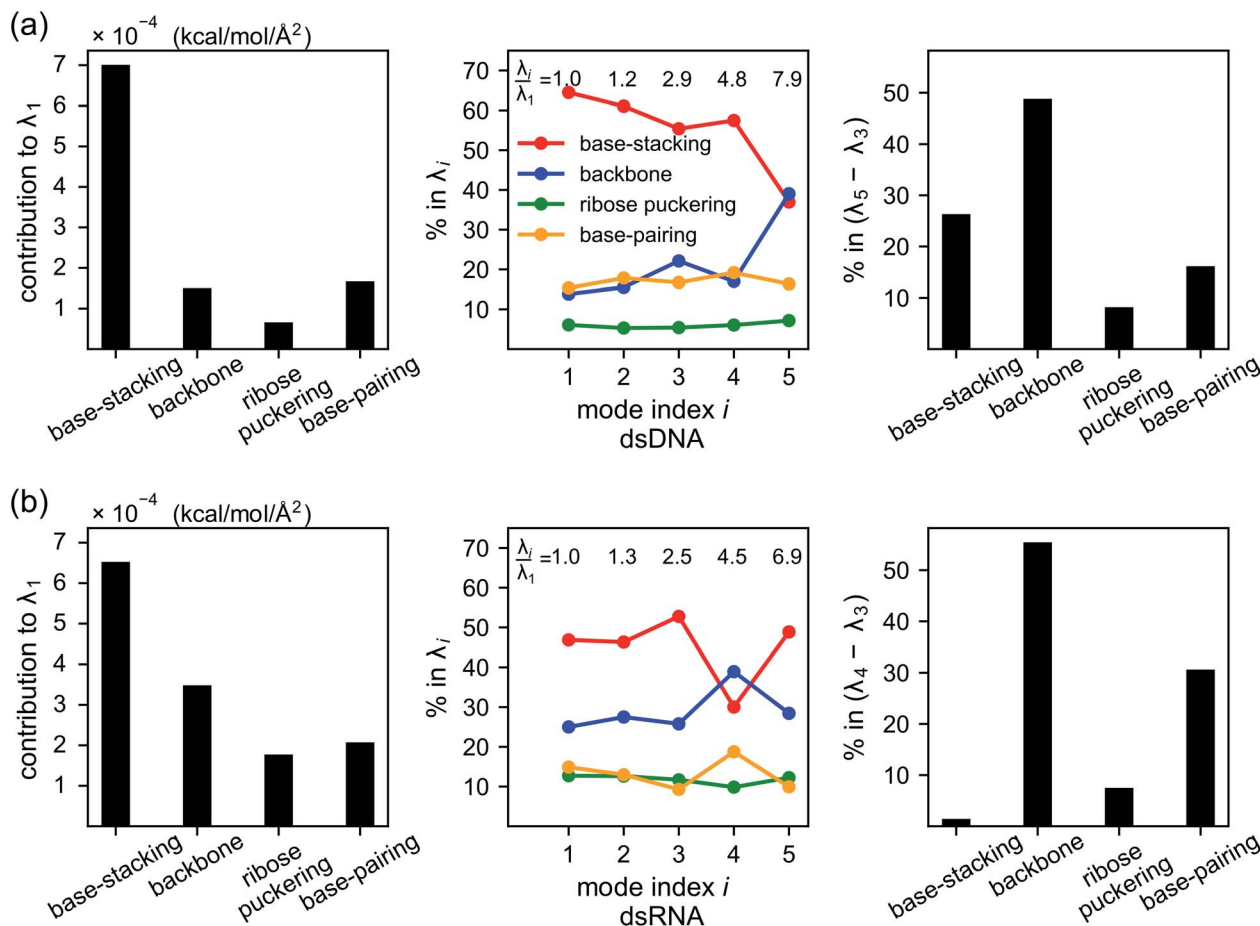 (a)
× 10⁻⁴ (kcal/mol/Å²)
contribution to λ₁
7
6
5
4
3
2
1
base-stacking
backbone
ribose
puckering
base-pairing
% in λᵢ
70
60
50
40
30
20
10
λᵢ/λ₁ =1.0 1.2 2.9 4.8 7.9
base-stacking
backbone
ribose puckering
base-pairing
1 2 3 4 5
mode index i
dsDNA
% in (λ₅ − λ₃)
50
40
30
20
10
base-stacking
backbone
ribose
puckering
base-pairing
(b)
× 10⁻⁴ (kcal/mol/Å²)
contribution to λ₁
7
6
5
4
3
2
1
base-stacking
backbone
ribose
puckering
base-pairing
% in λᵢ
70
60
50
40
30
20
10
λᵢ/λ₁ =1.0 1.3 2.5 4.5 6.9
1 2 3 4 5
mode index i
dsRNA
% in (λ₄ − λ₃)
50
40
30
20
10
base-stacking
backbone
ribose
puckering
base-pairing